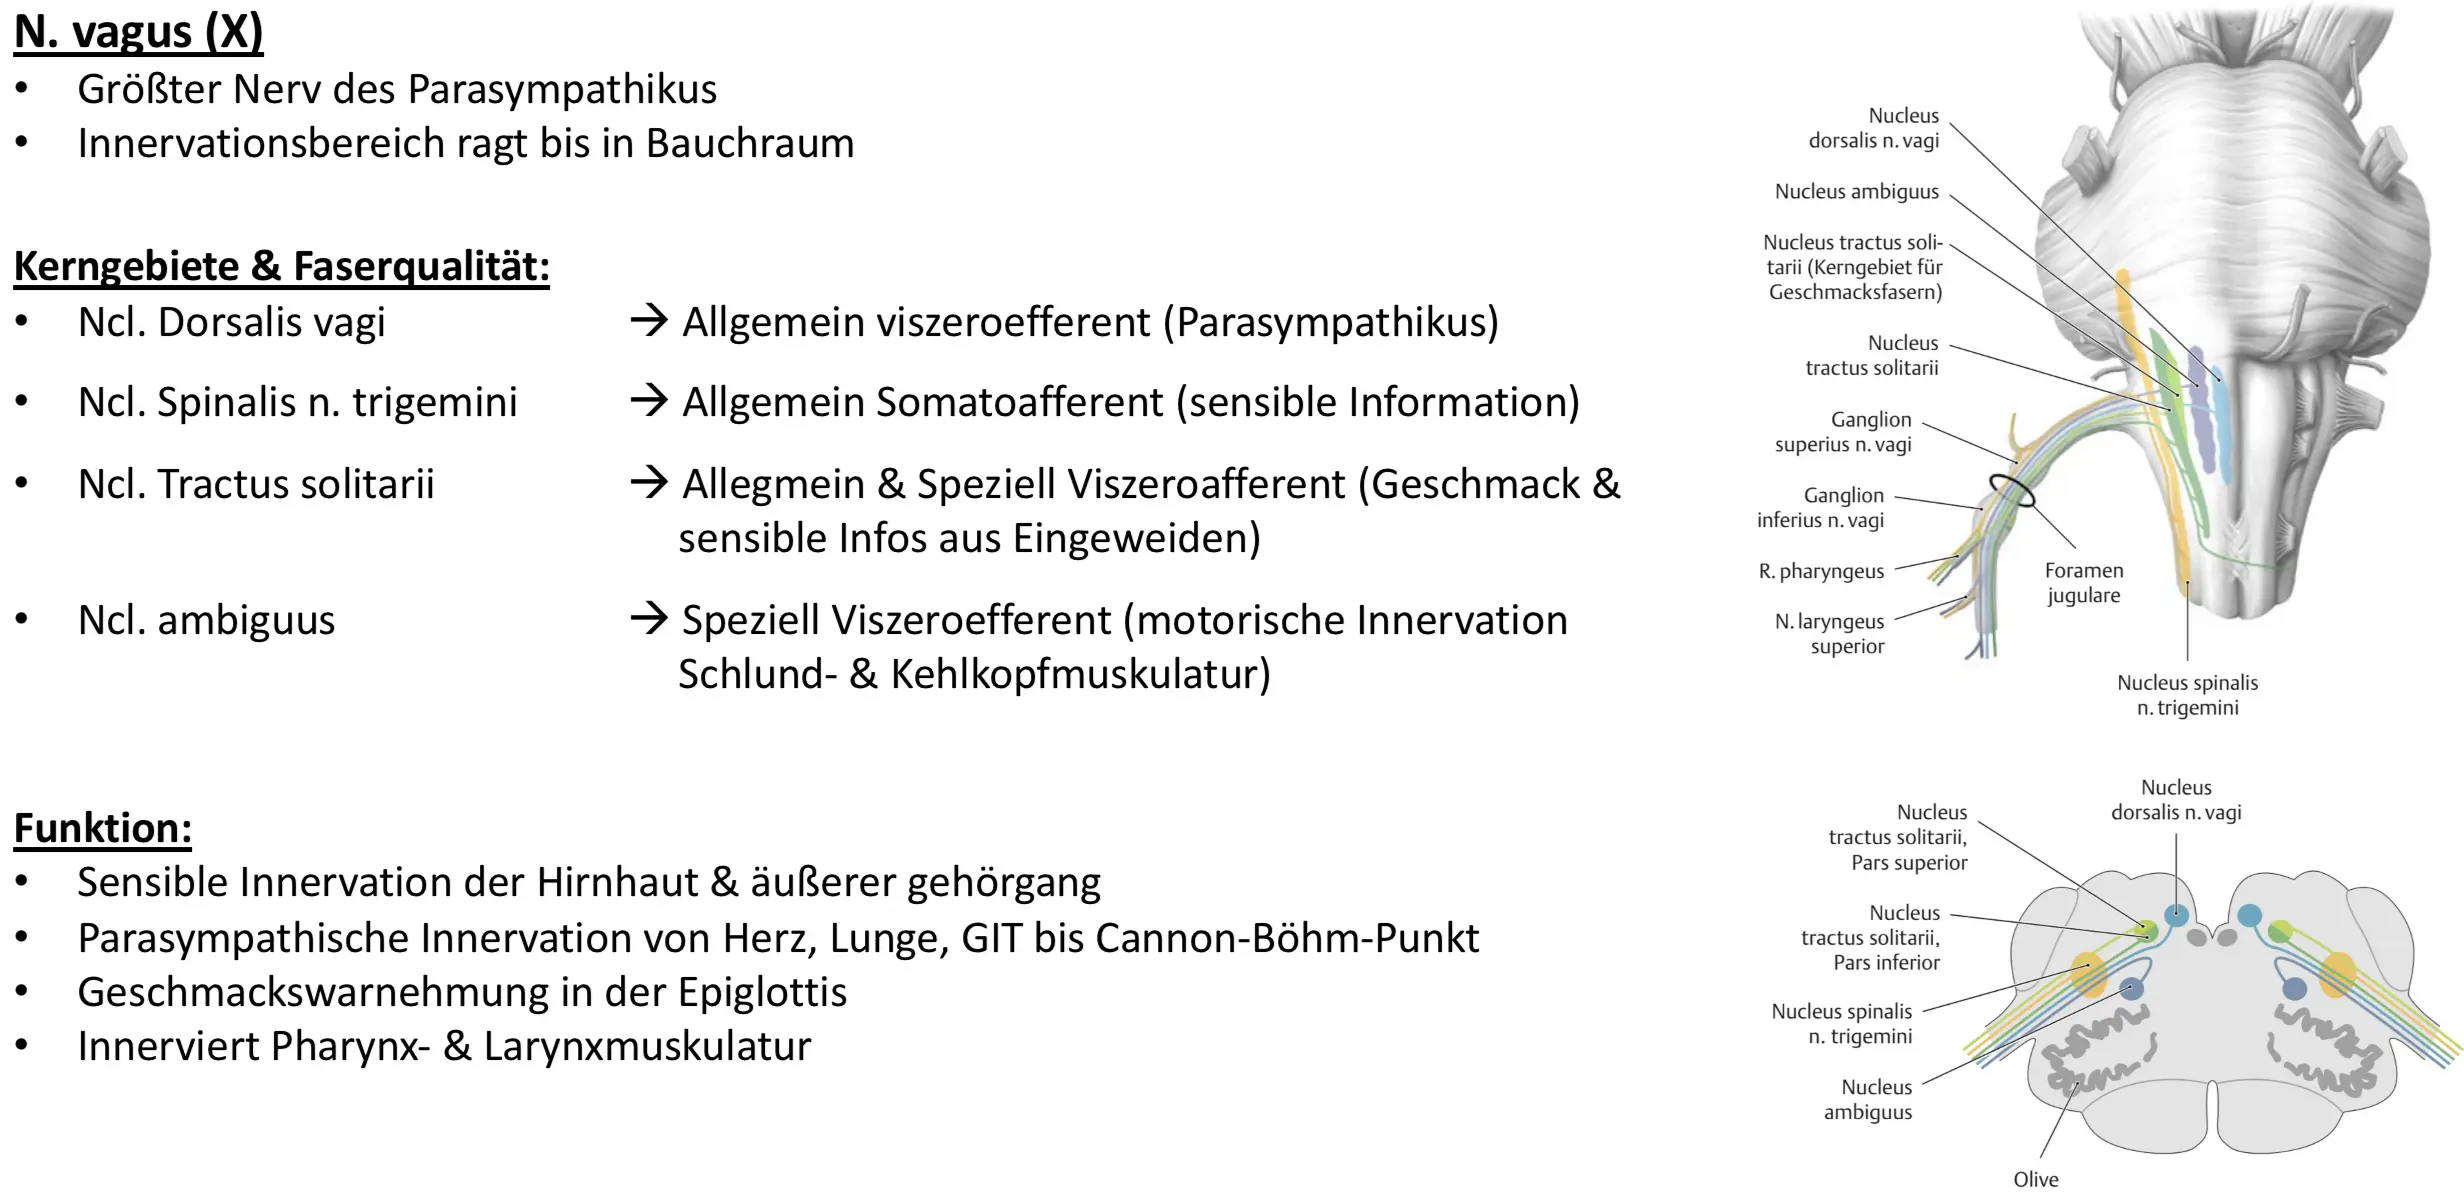 N. vagus (X)
• Größter Nerv des Parasympathikus
• Innervationsbereich ragt bis in Bauchraum
Kerngebiete & Faserqualität:
• Ncl. Dorsalis vagi → Allgemein viszeroefferent (Parasympathikus)
• Ncl. Spinalis n. trigemini → Allgemein Somatoafferent (sensible Information)
• Ncl. Tractus solitarii → Allegmein & Speziell Viszeroafferent (Geschmack &
sensible Infos aus Eingeweiden)
• Ncl. ambiguus → Speziell Viszeroefferent (motorische Innervation
Schlund- & Kehlkopfmuskulatur)
Funktion:
• Sensible Innervation der Hirnhaut & äußerer gehörgang
• Parasympathische Innervation von Herz, Lunge, GIT bis Cannon-Böhm-Punkt
• Geschmackswarnehmung in der Epiglottis
• Innerviert Pharynx- & Larynxmuskulatur
Nucleus
dorsalis n. vagi
Nucleus ambiguus
Nucleus tractus soli-
tarii (Kerngebiet für
Geschmacksfasern)
Nucleus
tractus solitarii
Ganglion
superius n. vagi
Ganglion
inferius n. vagi
R. pharyngeus
N. laryngeus
superior
Foramen
jugulare
Nucleus spinalis
n. trigemini
Nucleus
dorsalis n. vagi
Nucleus
tractus solitarii,
Pars superior
Nucleus
tractus solitarii,
Pars inferior
Nucleus spinalis
n. trigemini
Nucleus
ambiguus
Olive